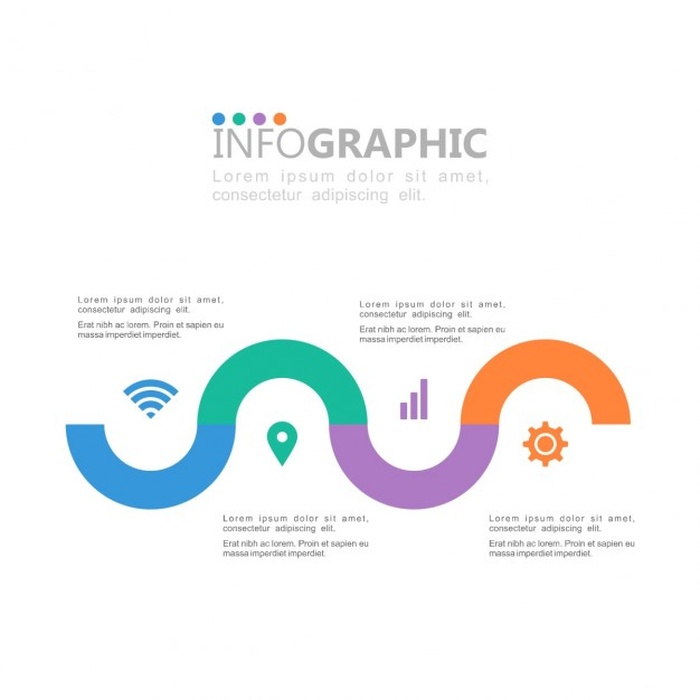 INFOGRAPHIC
Lorem ipsum dolor sit amet,
consectetur adipiscing elit.
Lorem ipsum dolor sit amet,
consectetur adipiscing elit.
Erat nibh ac lorem. Proin et sapien eu
massa imperdiet imperdiet.
Lorem ipsum dolor sit amet,
consectetur adipiscing elit.
Erat nibh ac lorem. Proin et sapien eu
massa imperdiet imperdiet.
Lorem ipsum dolor sit amet,
consectetur adipiscing elit.
Erat nibh ac lorem. Proin et sapien eu
massa imperdiet imperdiet.
Lorem ipsum dolor sit amet,
consectetur adipiscing elit.
Erat nibh ac lorem. Proin et sapien eu
massa imperdiet imperdiet.